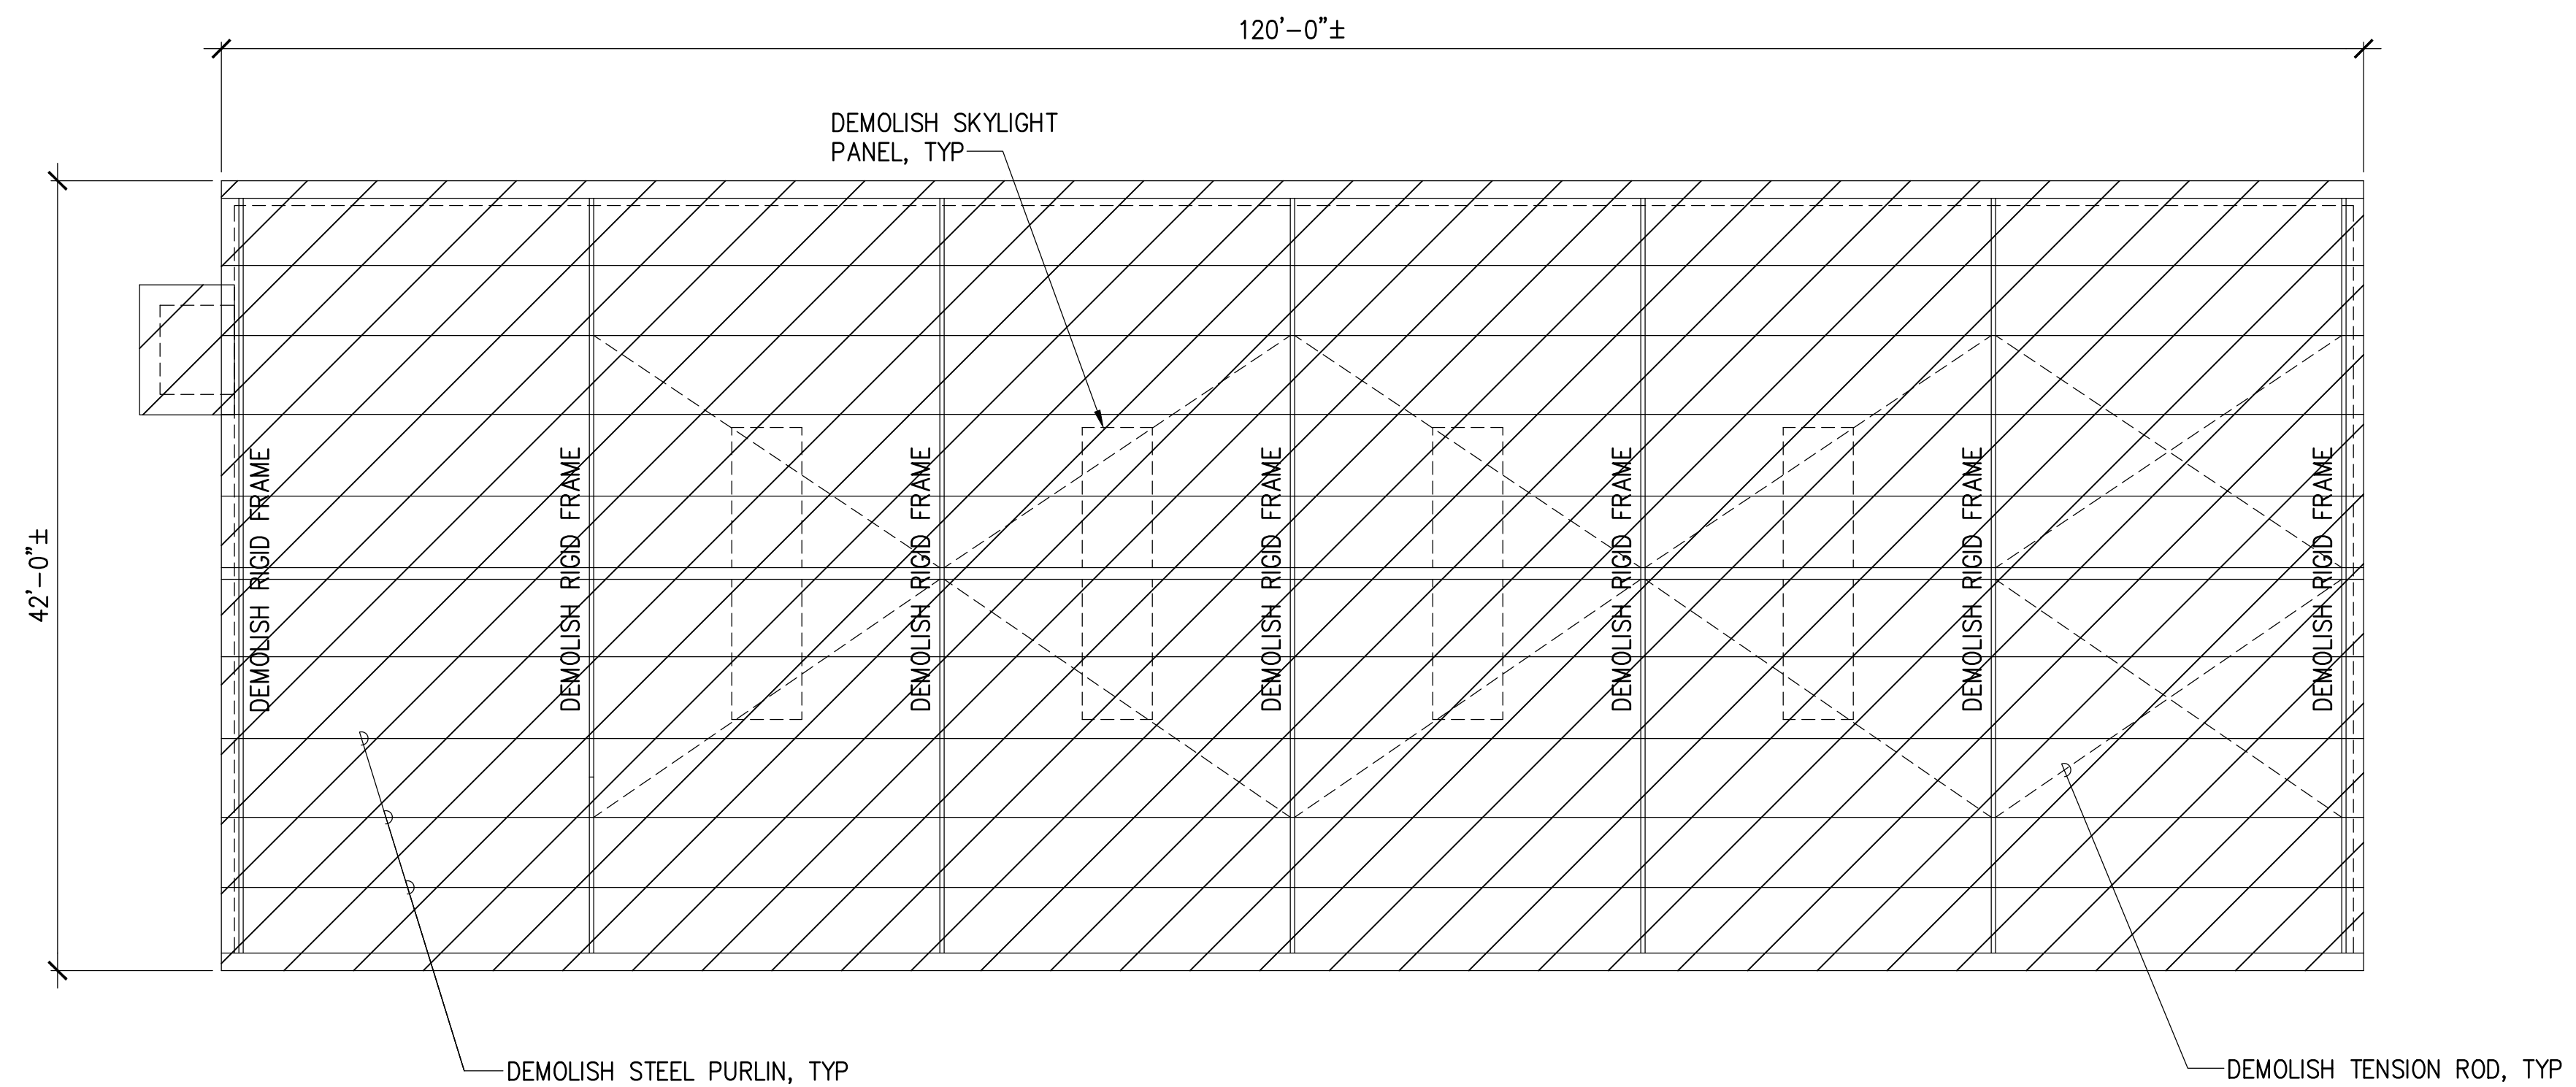 120'-0"±
DEMOLISH SKYLIGHT
PANEL, TYP
42'-0"±
DEMOLISH RIGID FRAME
DEMOLISH RIGID FRAME
DEMOLISH RIGID FRAME
DEMOLISH RIGID FRAME
DEMOLISH RIGID FRAME
DEMOLISH RIGID FRAME
DEMOLISH RIGID FRAME
DEMOLISH STEEL PURLIN, TYP
DEMOLISH TENSION ROD, TYP